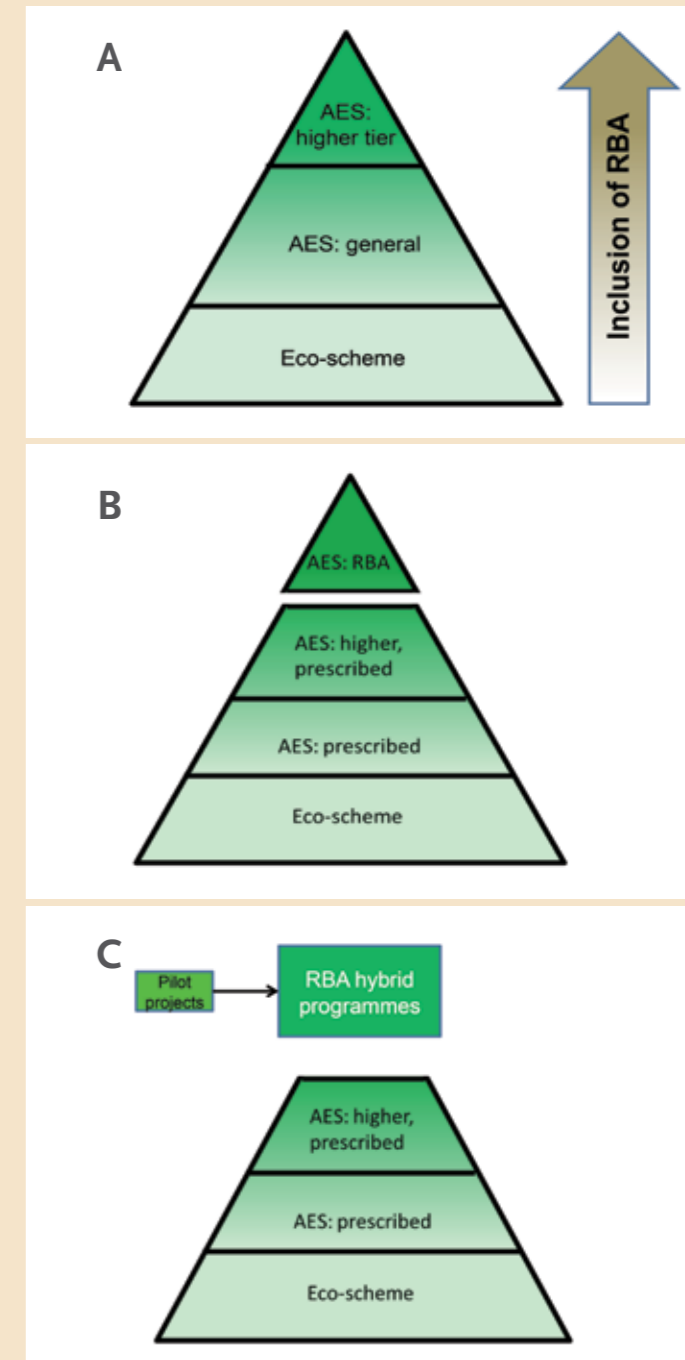 A
AES:
higher tier
AES: general
Eco-scheme
Inclusion of RBA
B
AES: RBA
AES: higher,
prescribed
AES: prescribed
Eco-scheme
C
Pilot
projects
RBA hybrid
programmes
AES: higher,
prescribed
AES: prescribed
Eco-scheme